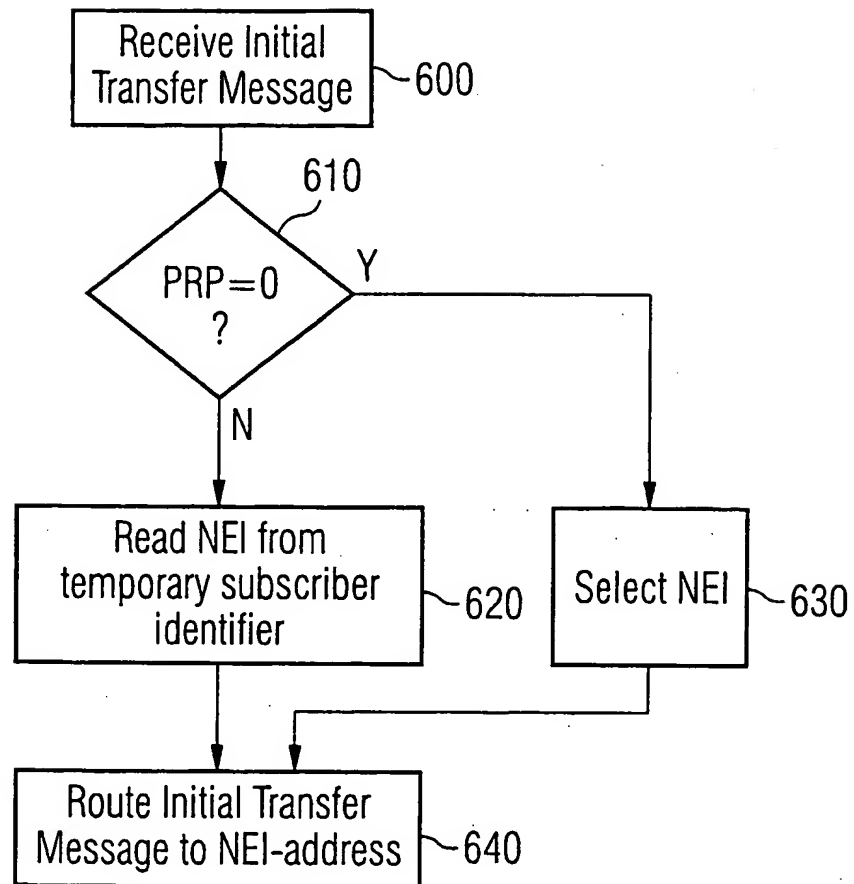 Receive Initial
Transfer Message
600
610
PRP=0
?
Y
N
Read NEI from
temporary subscriber
identifier
620
Select NEI
630
Route Initial Transfer
Message to NEI-address
640